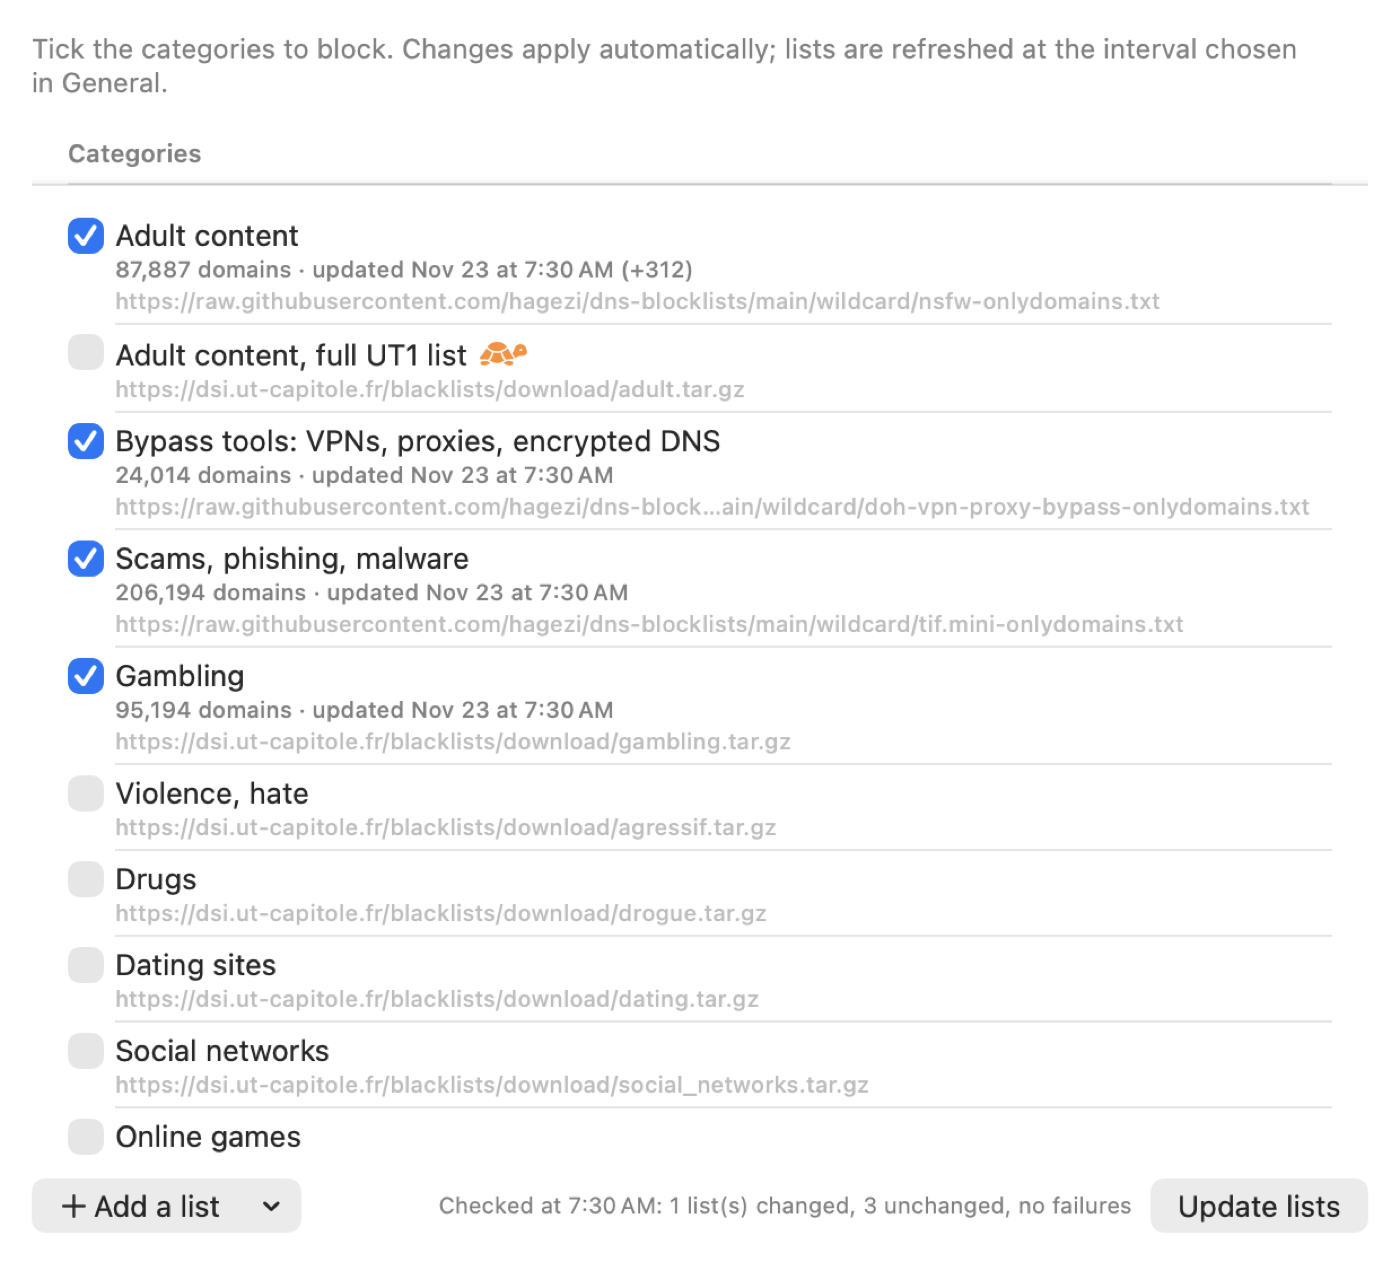 Tick the categories to block. Changes apply automatically; lists are refreshed at the interval chosen
in General.
Categories
Adult content
87,887 domains · updated Nov 23 at 7:30 AM (+312)
https://raw.githubusercontent.com/hagezi/dns-blocklists/main/wildcard/nsfw-onlydomains.txt
Adult content, full UT1 list
https://dsi.ut-capitole.fr/blacklists/download/adult.tar.gz
Bypass tools: VPNs, proxies, encrypted DNS
24,014 domains · updated Nov 23 at 7:30 AM
https://raw.githubusercontent.com/hagezi/dns-block...ain/wildcard/doh-vpn-proxy-bypass-onlydomains.txt
Scams, phishing, malware
206,194 domains · updated Nov 23 at 7:30 AM
https://raw.githubusercontent.com/hagezi/dns-blocklists/main/wildcard/tif.mini-onlydomains.txt
Gambling
95,194 domains · updated Nov 23 at 7:30 AM
https://dsi.ut-capitole.fr/blacklists/download/gambling.tar.gz
Violence, hate
https://dsi.ut-capitole.fr/blacklists/download/agressif.tar.gz
Drugs
https://dsi.ut-capitole.fr/blacklists/download/drogue.tar.gz
Dating sites
https://dsi.ut-capitole.fr/blacklists/download/dating.tar.gz
Social networks
https://dsi.ut-capitole.fr/blacklists/download/social_networks.tar.gz
Online games
+ Add a list
Checked at 7:30 AM: 1 list(s) changed, 3 unchanged, no failures
Update lists